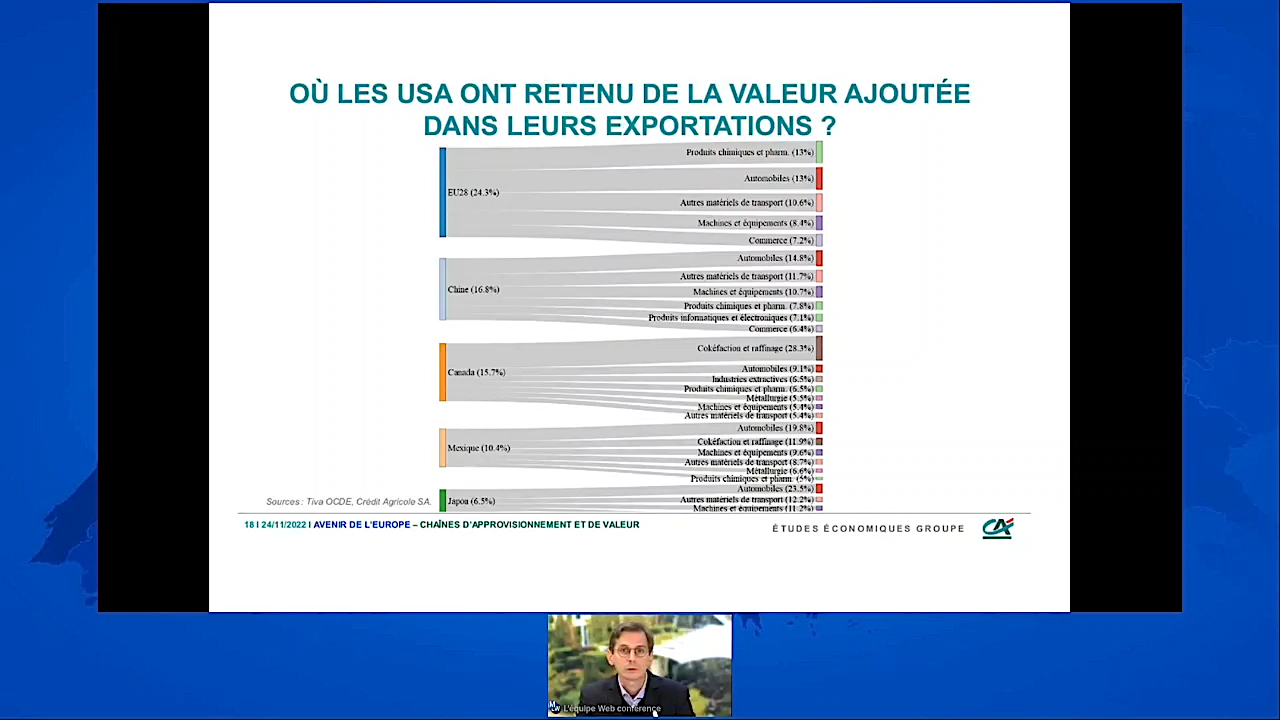 OÙ LES USA ONT RETENU DE LA VALEUR AJOUTÉE
DANS LEURS EXPORTATIONS ?
EU28 (24.3%)
Produits chimiques et pharm. (13%)
Automobiles (13%)
Autres matériels de transport (10.6%)
Machines et équipements (8.4%)
Commerce (7.2%)
Chine (16.8%)
Automobiles (14.8%)
Autres matériels de transport (11.7%)
Machines et équipements (10.7%)
Produits chimiques et pharm. (7.8%)
Produits informatiques et électroniques (7.1%)
Commerce (6.4%)
Canada (15.7%)
Cokéfaction et raffinage (28.3%)
Automobiles (9.1%)
Industries extractives (6.5%)
Produits chimiques et pharm. (6.5%)
Métallurgie (5.5%)
Machines et équipements (5.4%)
Autres matériels de transport (5.4%)
Mexique (10.4%)
Automobiles (19.8%)
Cokéfaction et raffinage (11.9%)
Machines et équipements (9.6%)
Autres matériels de transport (8.7%)
Métallurgie (6.6%)
Produits chimiques et pharm. (5%)
Japon (6.5%)
Automobiles (23.5%)
Autres matériels de transport (12.2%)
Machines et équipements (11.2%)
Sources : Tiva OCDE, Crédit Agricole SA.
18 I 24/11/2022 I AVENIR DE L'EUROPE – CHAÎNES D'APPROVISIONNEMENT ET DE VALEUR
ÉTUDES ÉCONOMIQUES GROUPE
CA
L'équipe Web conférence